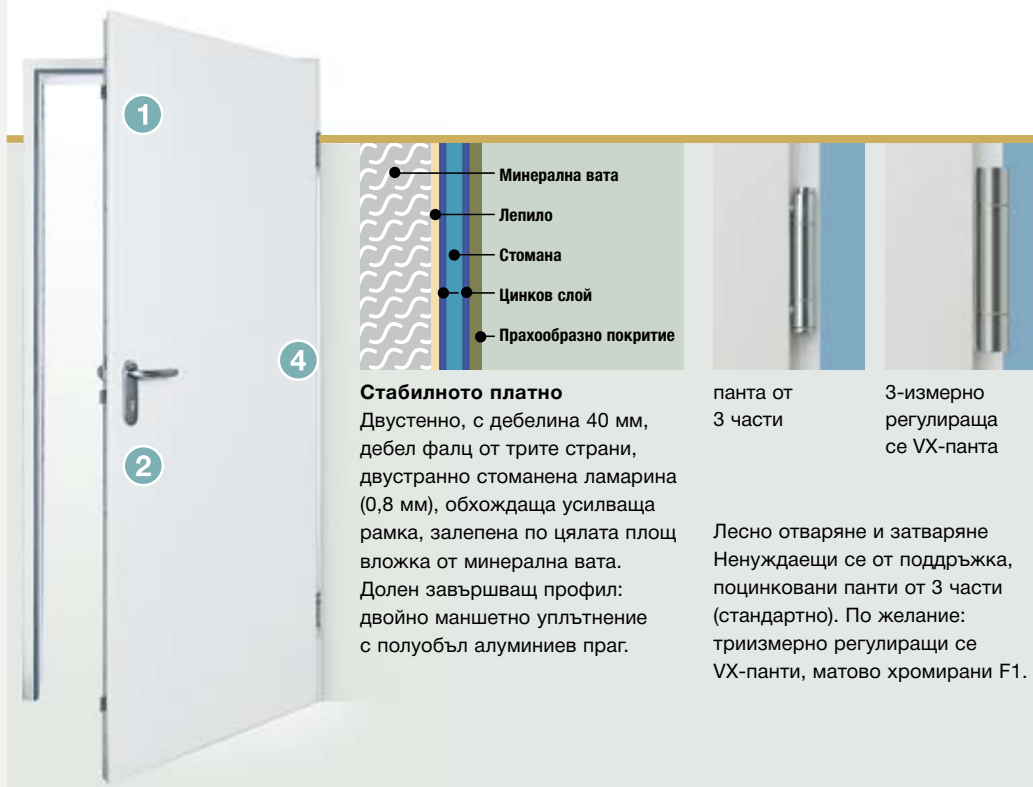 1
2
4
Минерална вата
Лепило
Стомана
Цинков слой
Прахообразно покритие
Стабилното платно
Двустенно, с дебелина 40 мм,
дебел фалц от трите страни,
двустранно стоманена ламарина
(0,8 мм), обхождаща усилваща
рамка, залепена по цялата площ
вложка от минерална вата.
Долен завършващ профил:
двойно маншетно уплътнение
с полуобъл алуминиев праг.
панта от
3 части
3-измерно
регулираща
се VX-панта
Лесно отваряне и затваряне
Ненуждаещи се от поддръжка,
поцинковани панти от 3 части
(стандартно). По желание:
триизмерно регулиращи се
VX-панти, матово хромирани F1.